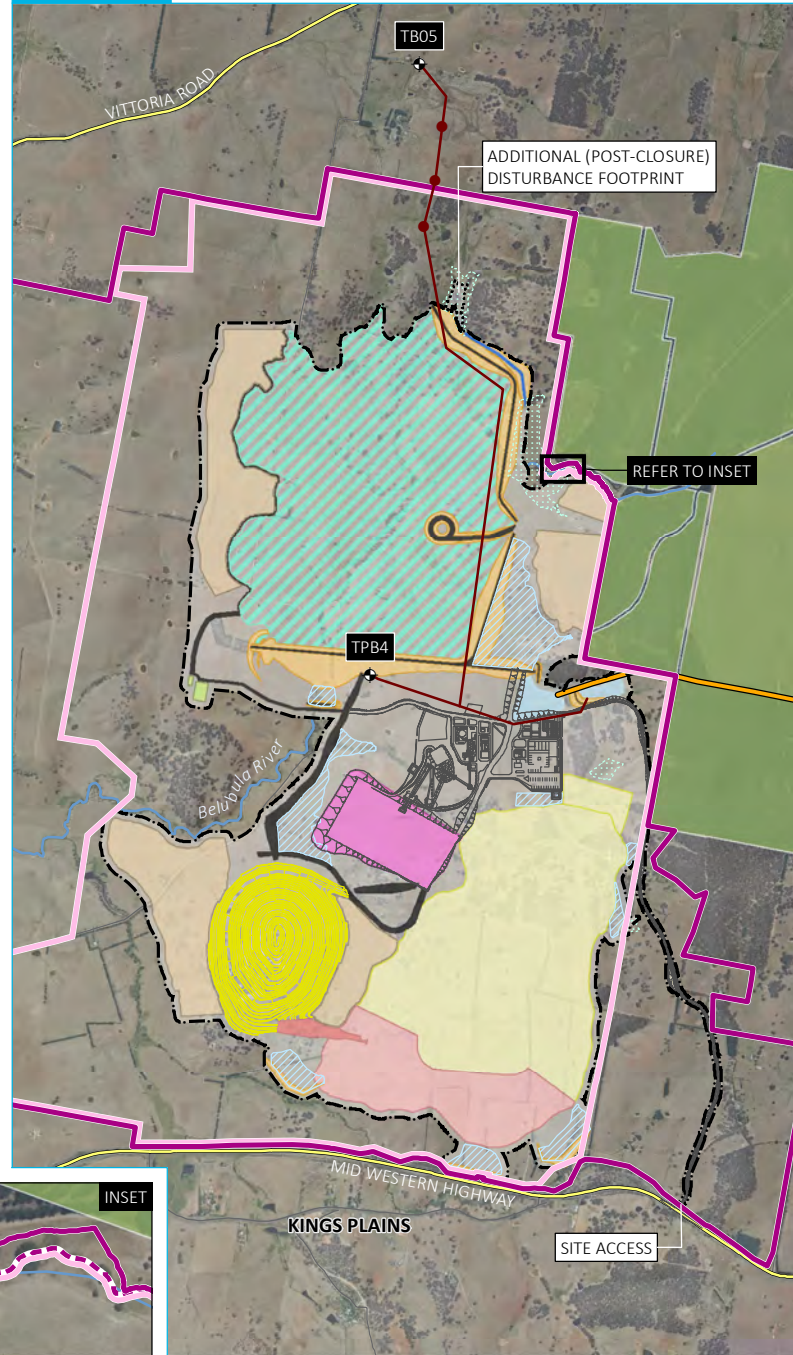 TB05
VITTORIA ROAD
ADDITIONAL (POST-CLOSURE)
DISTURBANCE FOOTPRINT
REFER TO INSET
TPB4
Belubula River
MID WESTERN HIGHWAY
INSET
KINGS PLAINS
SITE ACCESS